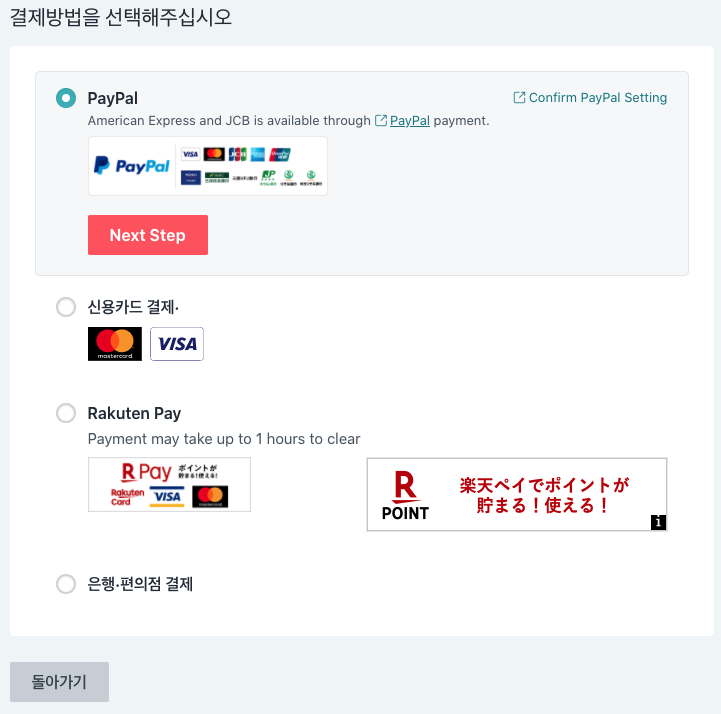 결제방법을 선택해주십시오
PayPal
Confirm PayPal Setting
American Express and JCB is available through PayPal payment.
PayPal
VISA
JCB
Next Step
신용카드 결제·
mastercard
VISA
Rakuten Pay
Payment may take up to 1 hours to clear
R Pay ポイントが
貯まる!使える!
Rakuten
Card
VISA
mastercard
R
POINT
楽天ペイでポイントが
貯まる!使える!
i
은행·편의점 결제
돌아가기